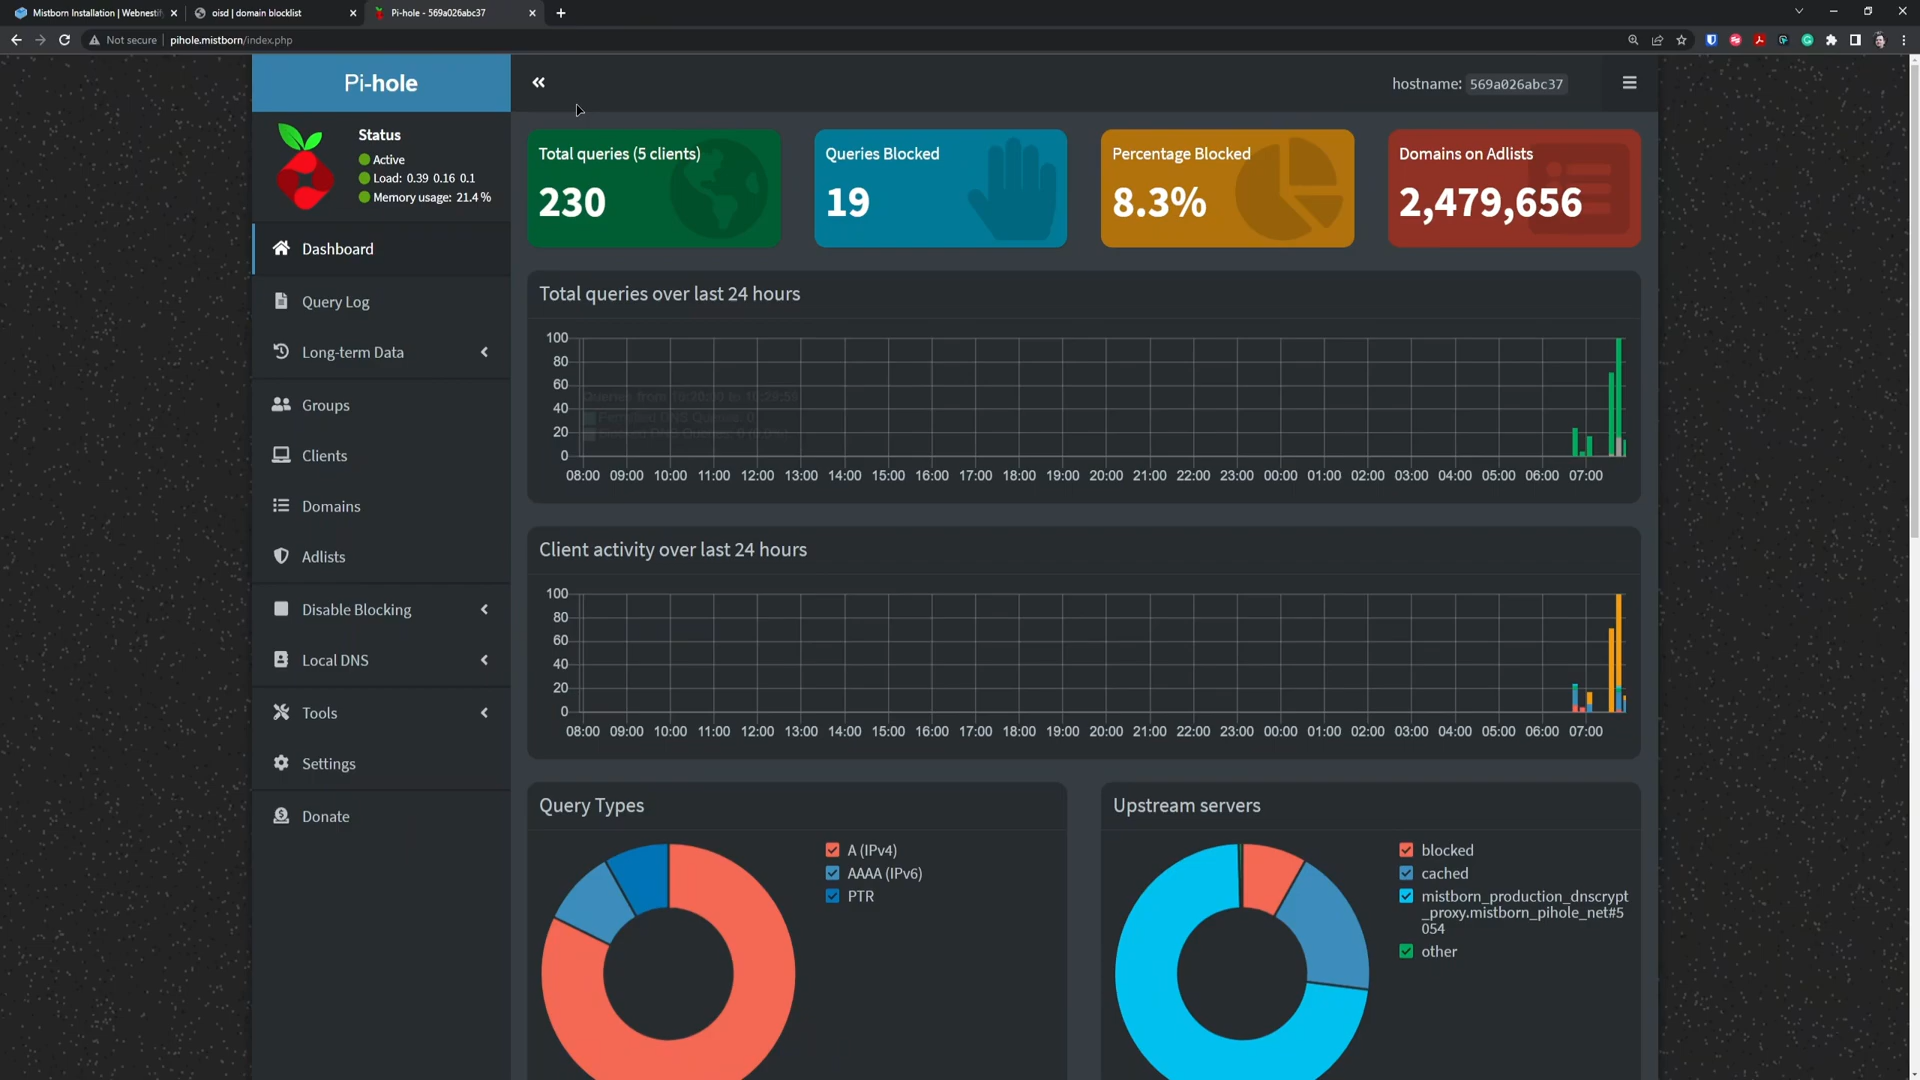 Mistborn Installation | Webnesti
oisd | domain blocklist
Pi-hole - 569a026abc37
Not secure
pihole.mistborn/index.php
Pi-hole
hostname: 569a026abc37
Status
Active
Load: 0.39 0.16 0.1
Memory usage: 21.4 %
Total queries (5 clients)
230
Queries Blocked
19
Percentage Blocked
8.3%
Domains on Adlists
2,479,656
Dashboard
Query Log
Long-term Data
Groups
Clients
Domains
Adlists
Disable Blocking
Local DNS
Tools
Settings
Donate
Total queries over last 24 hours
100
80
60
40
20
0
08:00 09:00 10:00 11:00 12:00 13:00 14:00 15:00 16:00 17:00 18:00 19:00 20:00 21:00 22:00 23:00 00:00 01:00 02:00 03:00 04:00 05:00 06:00 07:00
Client activity over last 24 hours
100
80
60
40
20
0
08:00 09:00 10:00 11:00 12:00 13:00 14:00 15:00 16:00 17:00 18:00 19:00 20:00 21:00 22:00 23:00 00:00 01:00 02:00 03:00 04:00 05:00 06:00 07:00
Query Types
A (IPv4)
AAAA (IPv6)
PTR
Upstream servers
blocked
cached
mistborn_production_dnscrypt
_proxy.mistborn_pihole_net#5
054
other